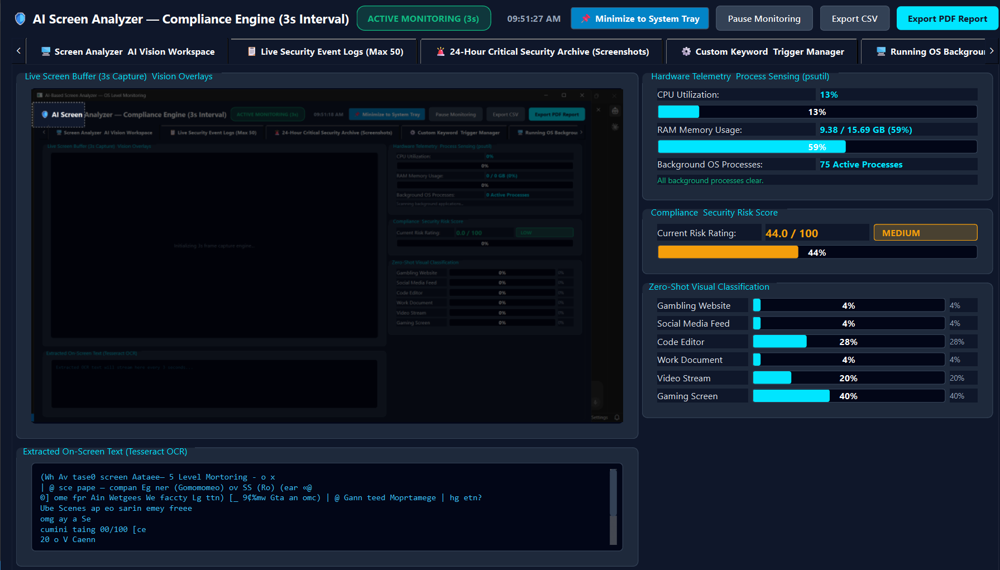 AI Screen Analyzer — Compliance Engine (3s Interval)
ACTIVE MONITORING (3s)
09:51:27 AM
Minimize to System Tray
Pause Monitoring
Export CSV
Export PDF Report
Screen Analyzer  AI Vision Workspace
Live Security Event Logs (Max 50)
24-Hour Critical Security Archive (Screenshots)
Custom Keyword  Trigger Manager
Running OS Backgrou
Live Screen Buffer (3s Capture)  Vision Overlays
AI-Based Screen Analyzer — OS Level Monitoring
AI Screen Analyzer — Compliance Engine (3s Interval)
ACTIVE MONITORING (3s)
09:51:18 AM
Minimize to System Tray
Pause Monitoring
Export CSV
Export PDF Report
Screen Analyzer  AI Vision Workspace
Live Security Event Logs (Max 50)
24-Hour Critical Security Archive (Screenshots)
Custom Keyword  Trigger Manager
Running OS Backgrou
Live Screen Buffer (3s Capture)  Vision Overlays
Initializing 3s frame capture engine...
Extracted On-Screen Text (Tesseract OCR)
Extracted OCR text will stream here every 3 seconds...
Hardware Telemetry  Process Sensing (psutil)
CPU Utilization: 0%
0%
RAM Memory Usage: 0 / 0 GB (0%)
0%
Background OS Processes: 0 Active Processes
Scanning background applications...
Compliance  Security Risk Score
Current Risk Rating: 0.0 / 100 LOW
0%
Zero-Shot Visual Classification
Gambling Website 0% 0%
Social Media Feed 0% 0%
Code Editor 0% 0%
Work Document 0% 0%
Video Stream 0% 0%
Gaming Screen 0% 0%
Settings
Extracted On-Screen Text (Tesseract OCR)
(Wh Av tase0 screen Aataee— 5 Level Mortoring - o x
| @ sce pape — compan Eg ner (Gomomomeo) ov SS (Ro) (ear «@
©] ome fpr Ain Wetgees We faccty Lg ttn) [_ 9¢%mw Gta an omc) | @ Gann teed Moprtamege | hg etn?
Ube Scenes ap eo sarin emey freee
omg ay a Se
cumini taing 00/100 [ce
20 o V Caenn
Hardware Telemetry  Process Sensing (psutil)
CPU Utilization: 13%
13%
RAM Memory Usage: 9.38 / 15.69 GB (59%)
59%
Background OS Processes: 75 Active Processes
All background processes clear.
Compliance  Security Risk Score
Current Risk Rating: 44.0 / 100 MEDIUM
44%
Zero-Shot Visual Classification
Gambling Website 4% 4%
Social Media Feed 4% 4%
Code Editor 28% 28%
Work Document 4% 4%
Video Stream 20% 20%
Gaming Screen 40% 40%